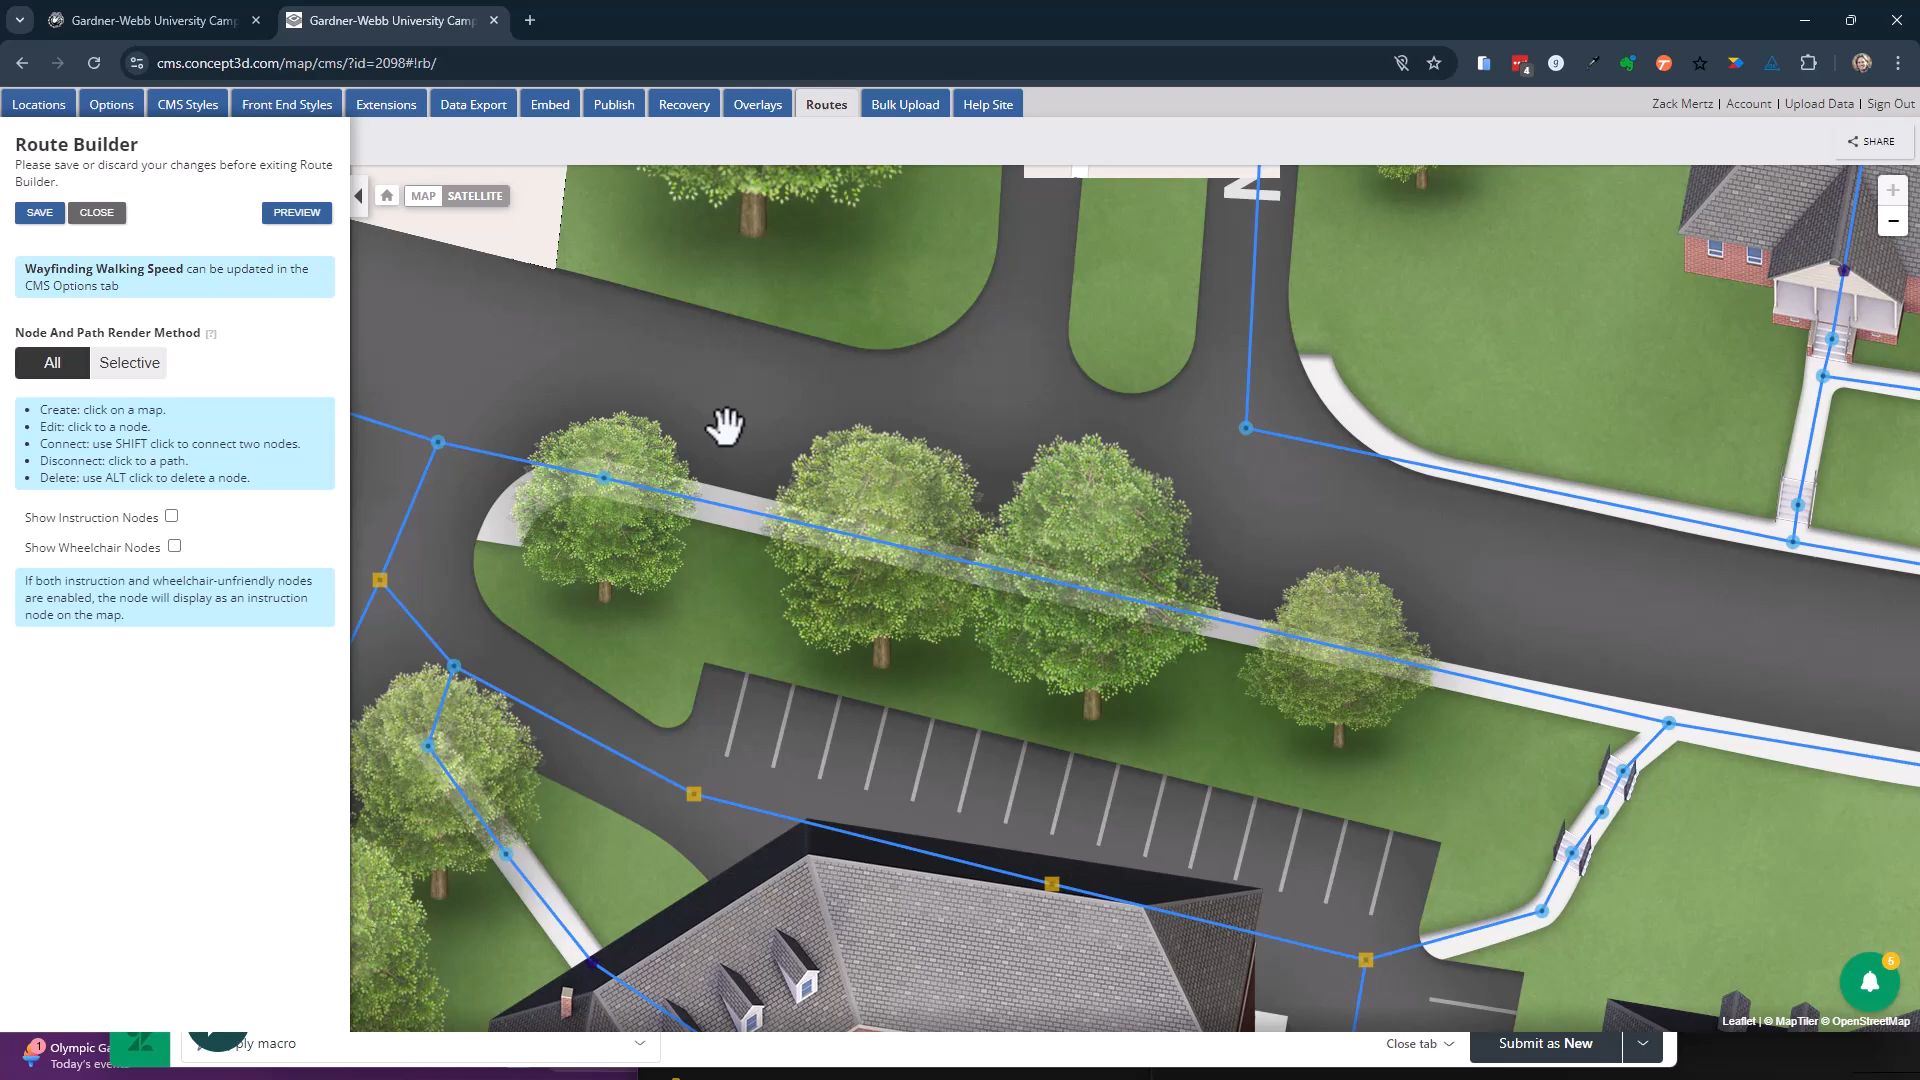 Gardner-Webb University Camp
Gardner-Webb University Camp
cms.concept3d.com/map/cms/?id=2098#!rb/
4
g
Locations
Options
CMS Styles
Front End Styles
Extensions
Data Export
Embed
Publish
Recovery
Overlays
Routes
Bulk Upload
Help Site
Zack Mertz | Account | Upload Data | Sign Out
Route Builder
Please save or discard your changes before exiting Route
Builder.
SAVE
CLOSE
PREVIEW
Wayfinding Walking Speed can be updated in the
CMS Options tab
Node And Path Render Method [?]
All
Selective
Create: click on a map.
Edit: click to a node.
Connect: use SHIFT click to connect two nodes.
Disconnect: click to a path.
Delete: use ALT click to delete a node.
Show Instruction Nodes
Show Wheelchair Nodes
If both instruction and wheelchair-unfriendly nodes
are enabled, the node will display as an instruction
node on the map.
MAP
SATELLITE
SHARE
+
−
5
Leaflet | © MapTiler © OpenStreetMap
1
Olympic Ga
Today's even
ply macro
Close tab
Submit as New